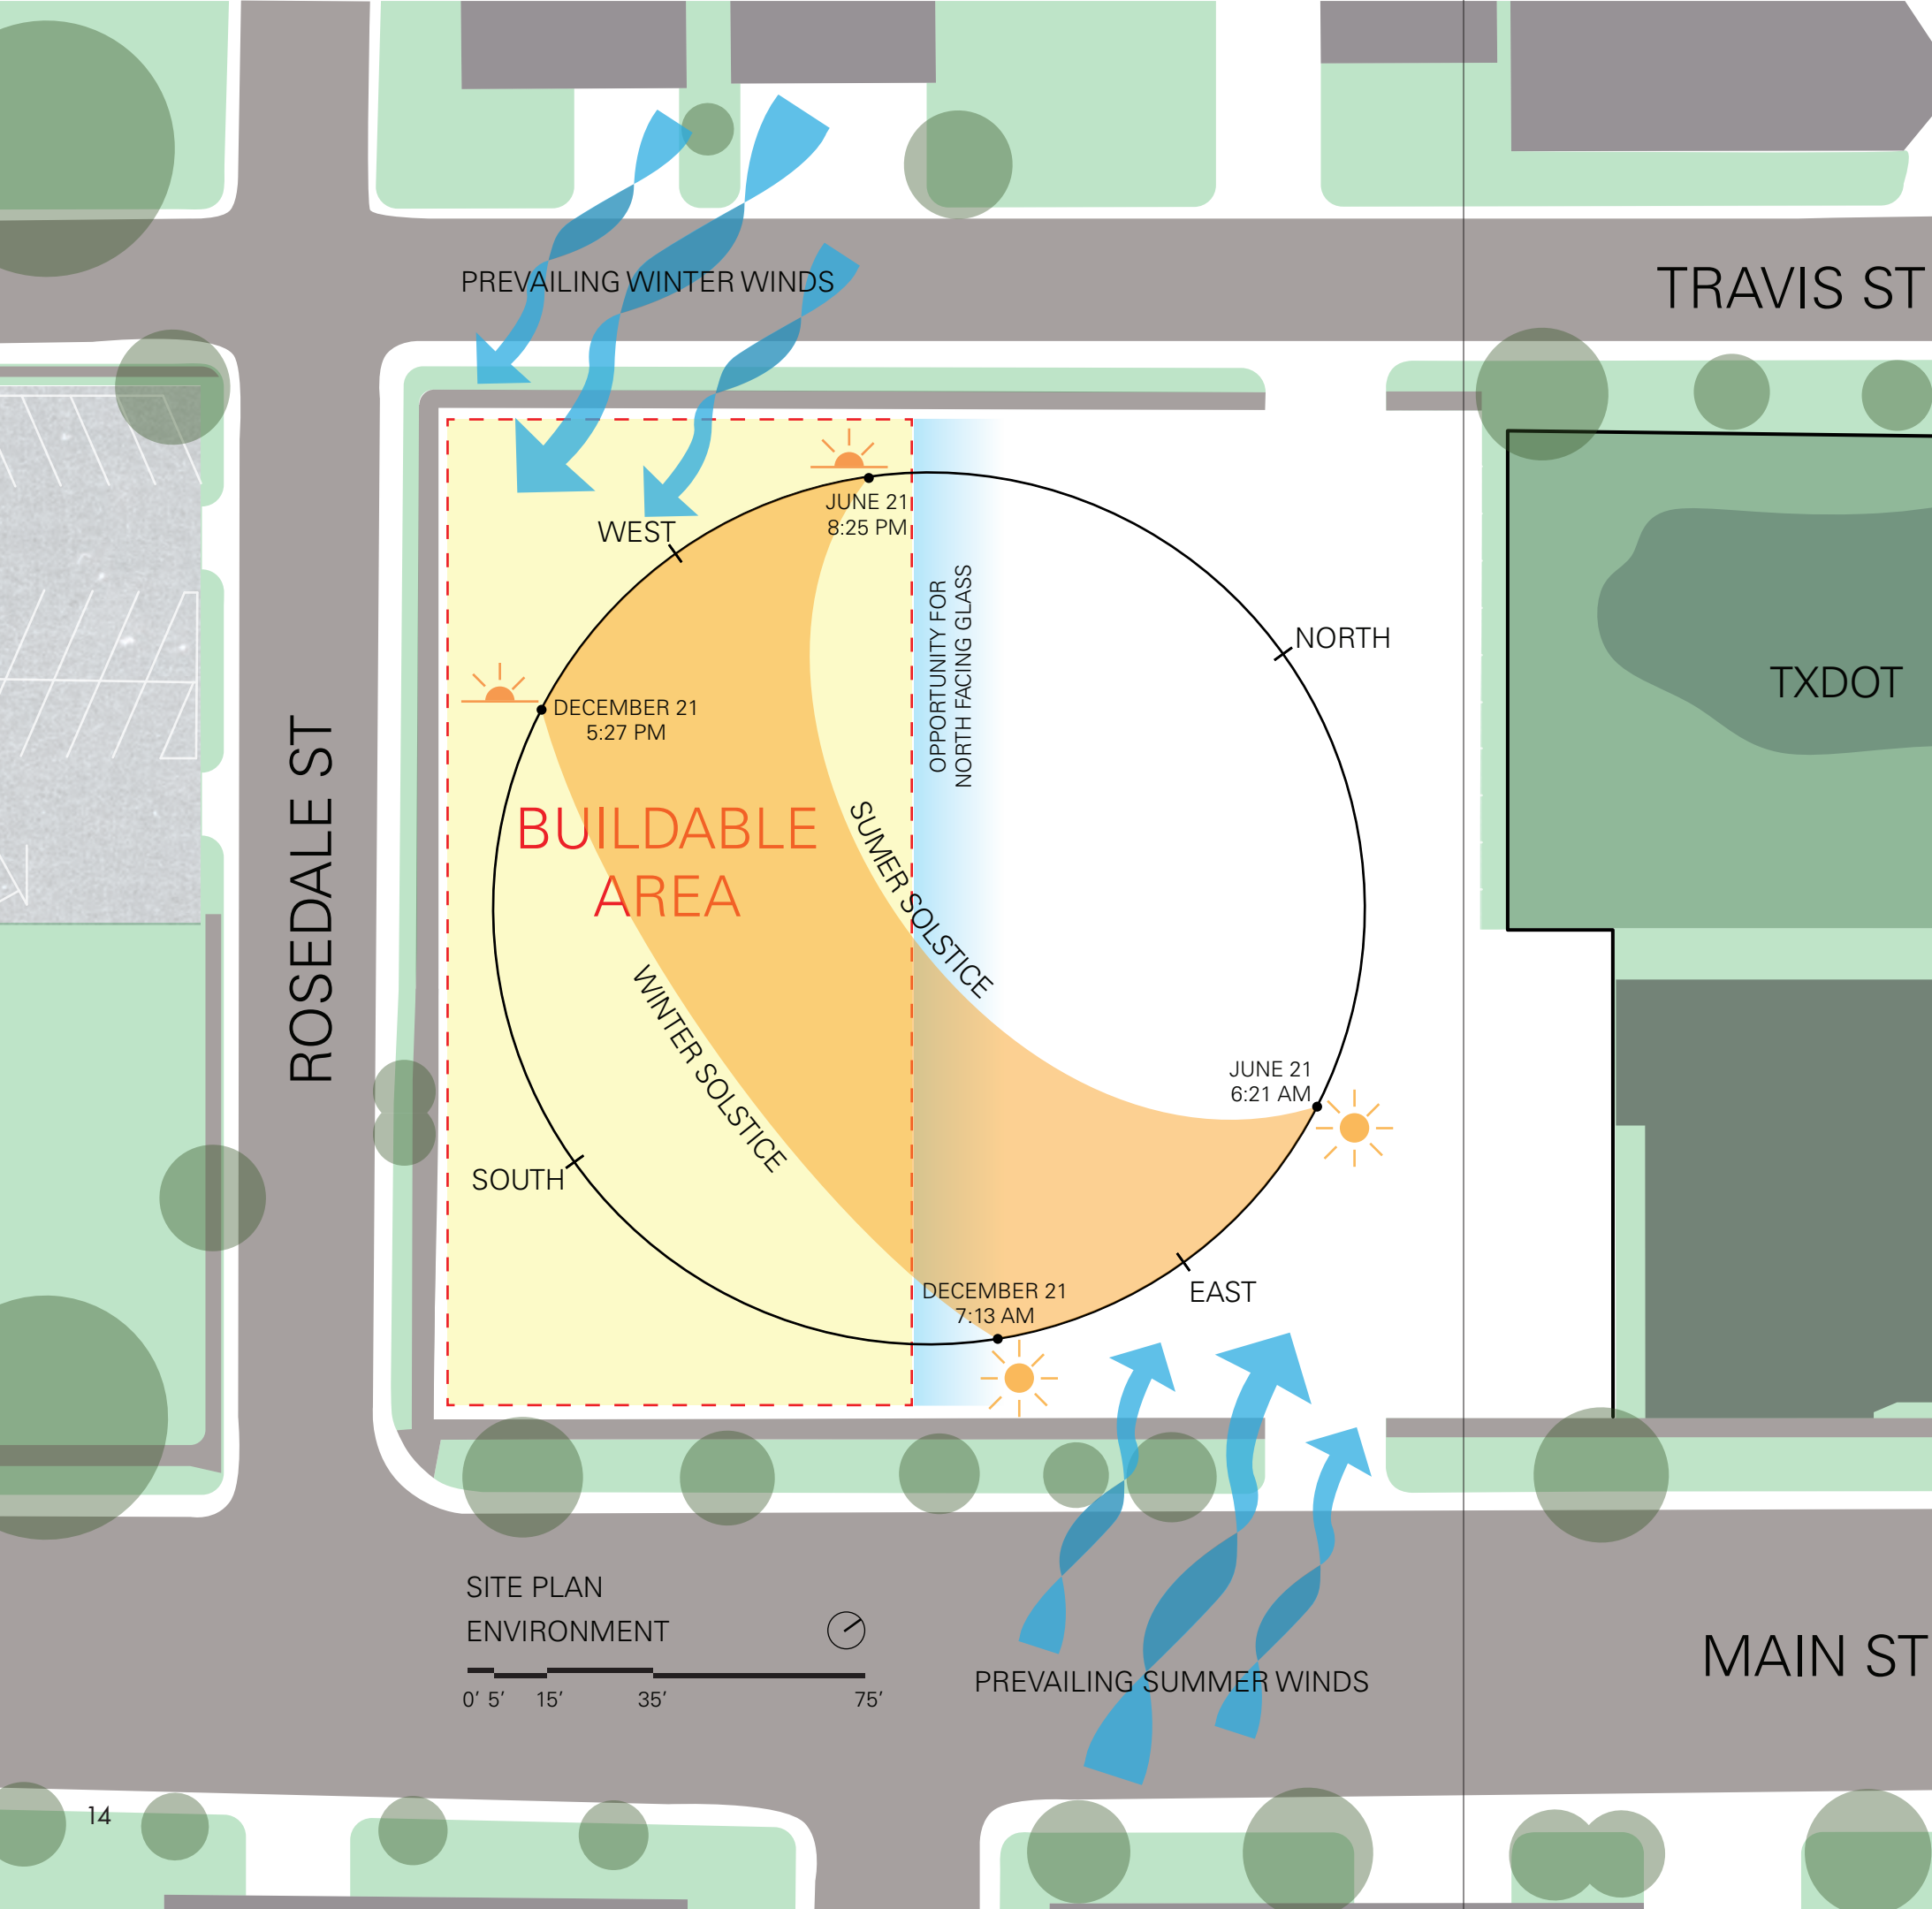 PREVAILING WINTER WINDS
TRAVIS ST
JUNE 21
8:25 PM
WEST
OPPORTUNITY FOR
NORTH FACING GLASS
NORTH
TXDOT
DECEMBER 21
5:27 PM
ROSEDALE ST
BUILDABLE
AREA
SUMER SOLSTICE
WINTER SOLSTICE
JUNE 21
6:21 AM
SOUTH
EAST
DECEMBER 21
7:13 AM
SITE PLAN
ENVIRONMENT
0' 5' 15' 35' 75'
PREVAILING SUMMER WINDS
MAIN ST
14